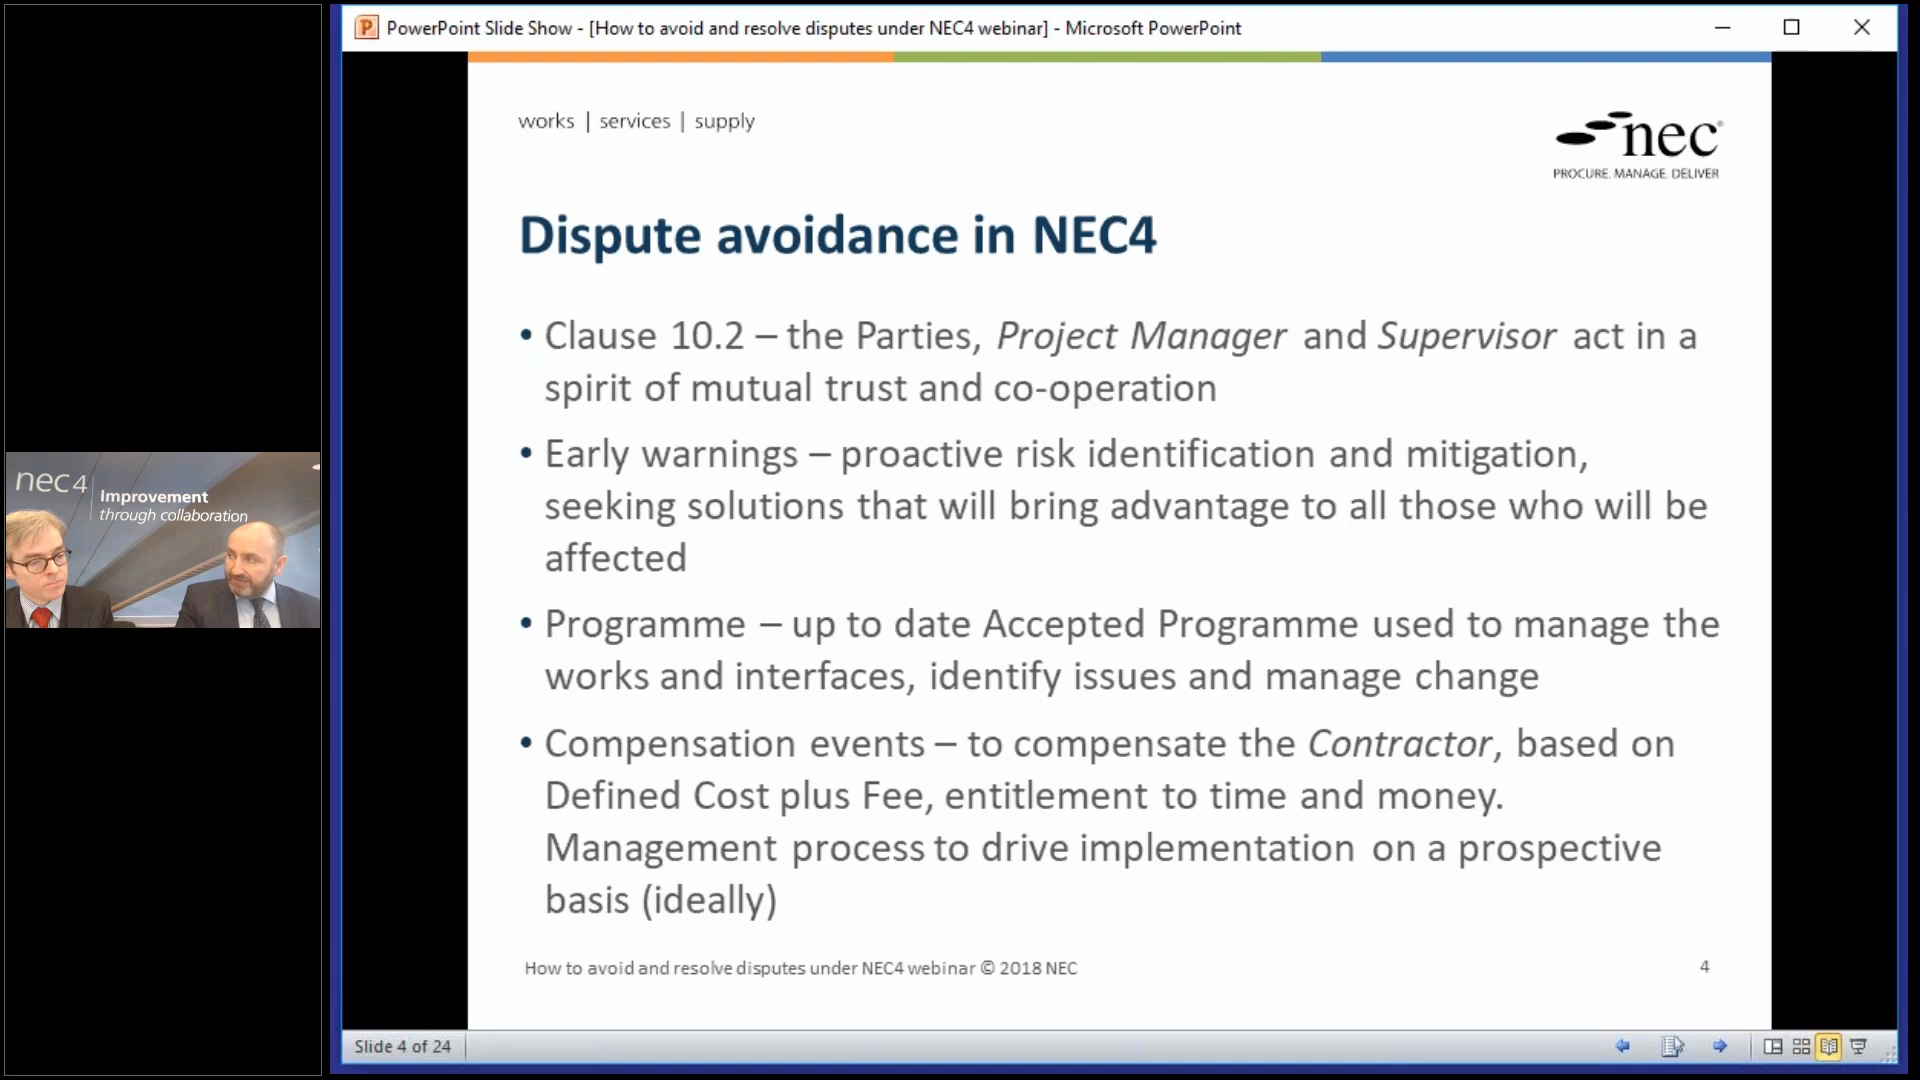 PowerPoint Slide Show - [How to avoid and resolve disputes under NEC4 webinar] - Microsoft PowerPoint
works | services | supply
nec®
PROCURE. MANAGE. DELIVER
Dispute avoidance in NEC4
• Clause 10.2 – the Parties, Project Manager and Supervisor act in a
spirit of mutual trust and co-operation
• Early warnings – proactive risk identification and mitigation,
seeking solutions that will bring advantage to all those who will be
affected
• Programme – up to date Accepted Programme used to manage the
works and interfaces, identify issues and manage change
• Compensation events – to compensate the Contractor, based on
Defined Cost plus Fee, entitlement to time and money.
Management process to drive implementation on a prospective
basis (ideally)
How to avoid and resolve disputes under NEC4 webinar © 2018 NEC
4
Slide 4 of 24
nec4
Improvement
through collaboration